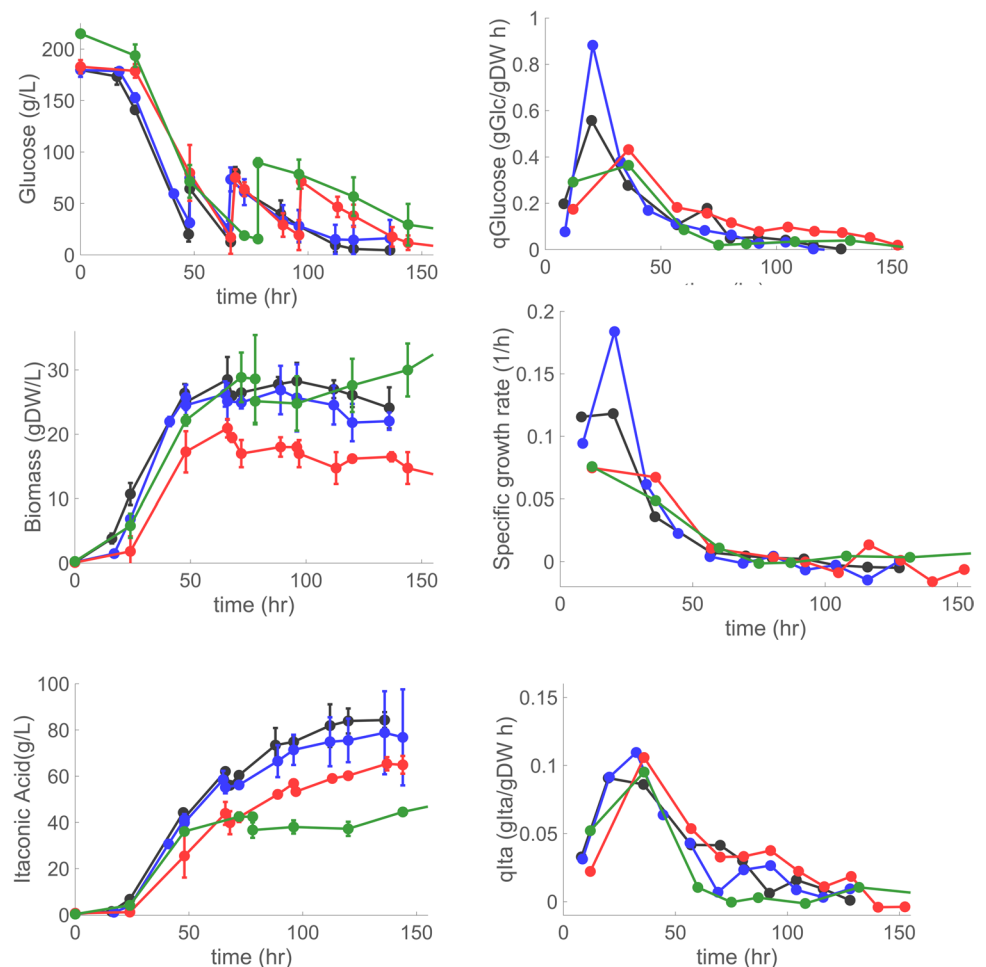 Glucose (g/L)
200
150
100
50
0
0 50 100 150
time (hr)
qGlucose (gGlc/gDW h)
1
0.8
0.6
0.4
0.2
0
0 50 100 150
Biomass (gDW/L)
30
20
10
0
0 50 100 150
time (hr)
Specific growth rate (1/h)
0.2
0.15
0.1
0.05
0
0 50 100 150
time (hr)
Itaconic Acid(g/L)
100
80
60
40
20
0
0 50 100 150
time (hr)
qIta (gIta/gDW h)
0.15
0.1
0.05
0
0 50 100 150
time (hr)